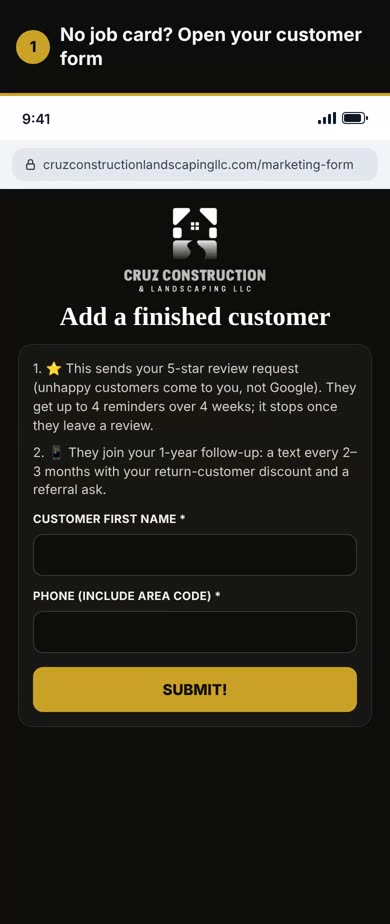 1
No job card? Open your customer
form
9:41
cruzconstructionlandscapingllc.com/marketing-form
CRUZ CONSTRUCTION
& LANDSCAPING LLC
Add a finished customer
1. ⭐ This sends your 5-star review request
(unhappy customers come to you, not Google). They
get up to 4 reminders over 4 weeks; it stops once
they leave a review.
2. 📱 They join your 1-year follow-up: a text every 2–
3 months with your return-customer discount and a
referral ask.
CUSTOMER FIRST NAME *
PHONE (INCLUDE AREA CODE) *
SUBMIT!